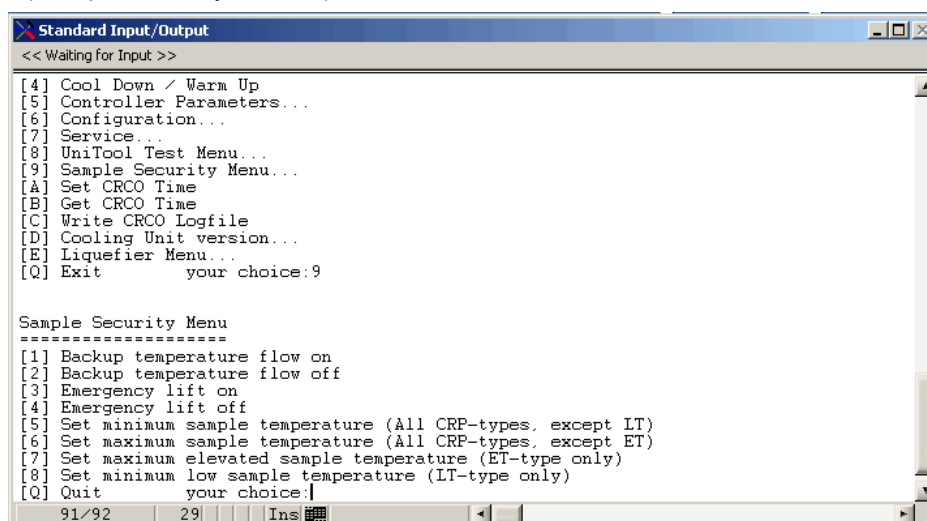 Standard Input/Output
<< Waiting for Input >>
[4] Cool Down / Warm Up
[5] Controller Parameters...
[6] Configuration...
[7] Service...
[8] UniTool Test Menu...
[9] Sample Security Menu...
[A] Set CRCO Time
[B] Get CRCO Time
[C] Write CRCO Logfile
[D] Cooling Unit version...
[E] Liquefier Menu...
[Q] Exit your choice:9
Sample Security Menu
====================
[1] Backup temperature flow on
[2] Backup temperature flow off
[3] Emergency lift on
[4] Emergency lift off
[5] Set minimum sample temperature (All CRP-types, except LT)
[6] Set maximum sample temperature (All CRP-types, except ET)
[7] Set maximum elevated sample temperature (ET-type only)
[8] Set minimum low sample temperature (LT-type only)
[Q] Quit your choice:
91/92 29 Ins